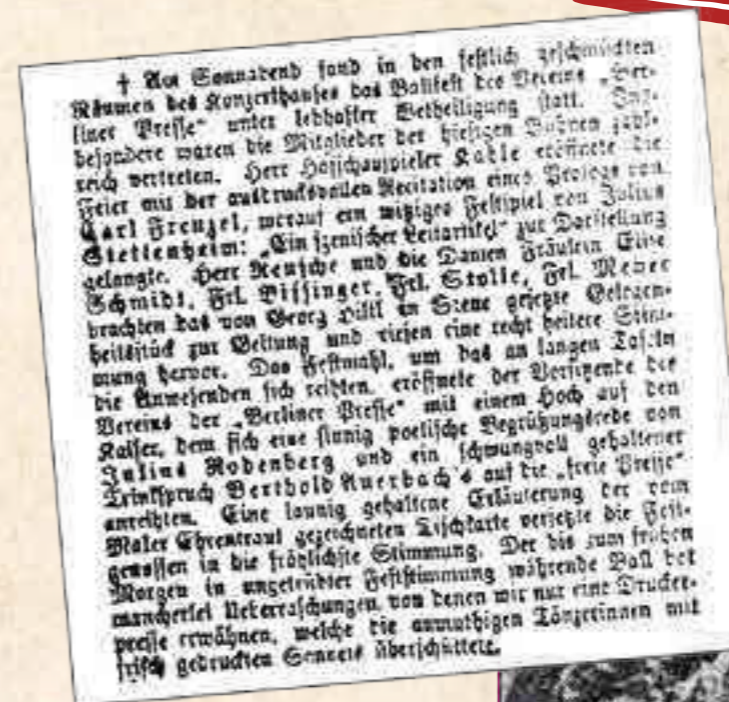 † Am Sonnabend fand in den festlich geschmückten
Räumen des Konzerthauses das Ballfest des Vereins „Ber-
liner Presse“ unter lebhafter Betheiligung statt. Ins-
besondere waren die Mitglieder der hiesigen Bühnen zahl-
reich vertreten. Herr Hofschauspieler Kahle eröffnete die
Feier mit der ausdrucksvollen Recitation eines Prologs von
Karl Frenzel, worauf ein witziges Festspiel von Julius
Stettenheim: „Ein szenischer Leitartikel“ zur Darstellung
gelangte. Herr und die Damen Fräulein Elise
Schmidt, Frl. Bissinger, Frl. Stolle, Frl. Meyer
brachten das von Georg Hiltl in Szene gesetzte Gelegen-
heitsstück zur Geltung und riefen eine recht heitere Stim-
mung hervor. Das Festmahl, um das an langen Tafeln
die Anwesenden sich reihten, eröffnete der Vorsitzende des
Vereins der „Berliner Presse“ mit einem Hoch auf den
Kaiser, dem sich eine sinnig poetische Begrüßungsrede von
Julius Rodenberg und ein schwungvoll gehaltener
Trinkspruch Berthold Auerbach's auf die „freie Presse“
anreihten. Eine launig gehaltene Erläuterung der vom
Maler Ehrentraut gezeichneten Tischkarte versetzte die Fest-
genossen in die fröhlichste Stimmung. Der bis zum frühen
Morgen in ungetrübter Feststimmung währende Ball bot
mancherlei Ueberraschungen, von denen wir nur eine Drucker-
presse erwähnen, welche die anmuthigen Tänzerinnen mit
frisch gedruckten Sonnets überschüttete.